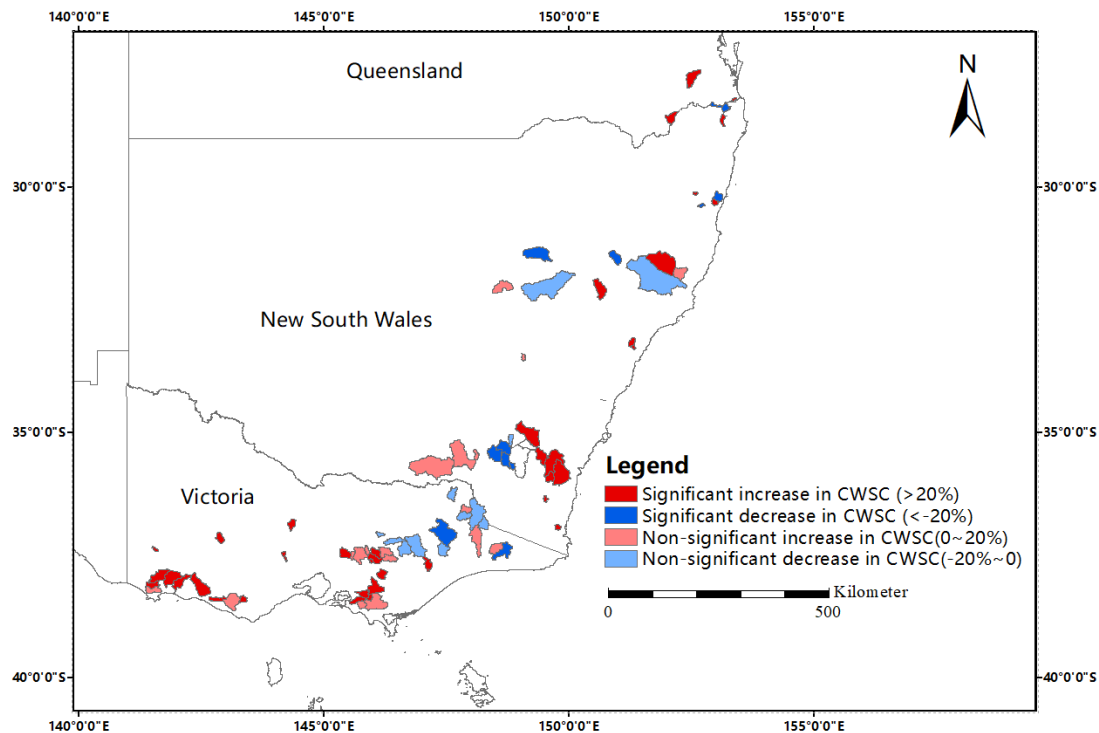 140°0'0"E 145°0'0"E 150°0'0"E 155°0'0"E
Queensland
N
30°0'0"S 30°0'0"S
New South Wales
35°0'0"S 35°0'0"S
Victoria
Legend
Significant increase in CWSC (>20%)
Significant decrease in CWSC (<-20%)
Non-significant increase in CWSC(0~20%)
Non-significant decrease in CWSC(-20%~0)
Kilometer
0 500
40°0'0"S 40°0'0"S
140°0'0"E 145°0'0"E 150°0'0"E 155°0'0"E